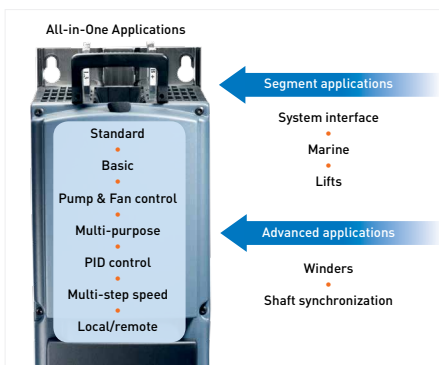 All-in-One Applications
Standard
Basic
Pump & Fan control
Multi-purpose
PID control
Multi-step speed
Local/remote
Segment applications
System interface
Marine
Lifts
Advanced applications
Winders
Shaft synchronization